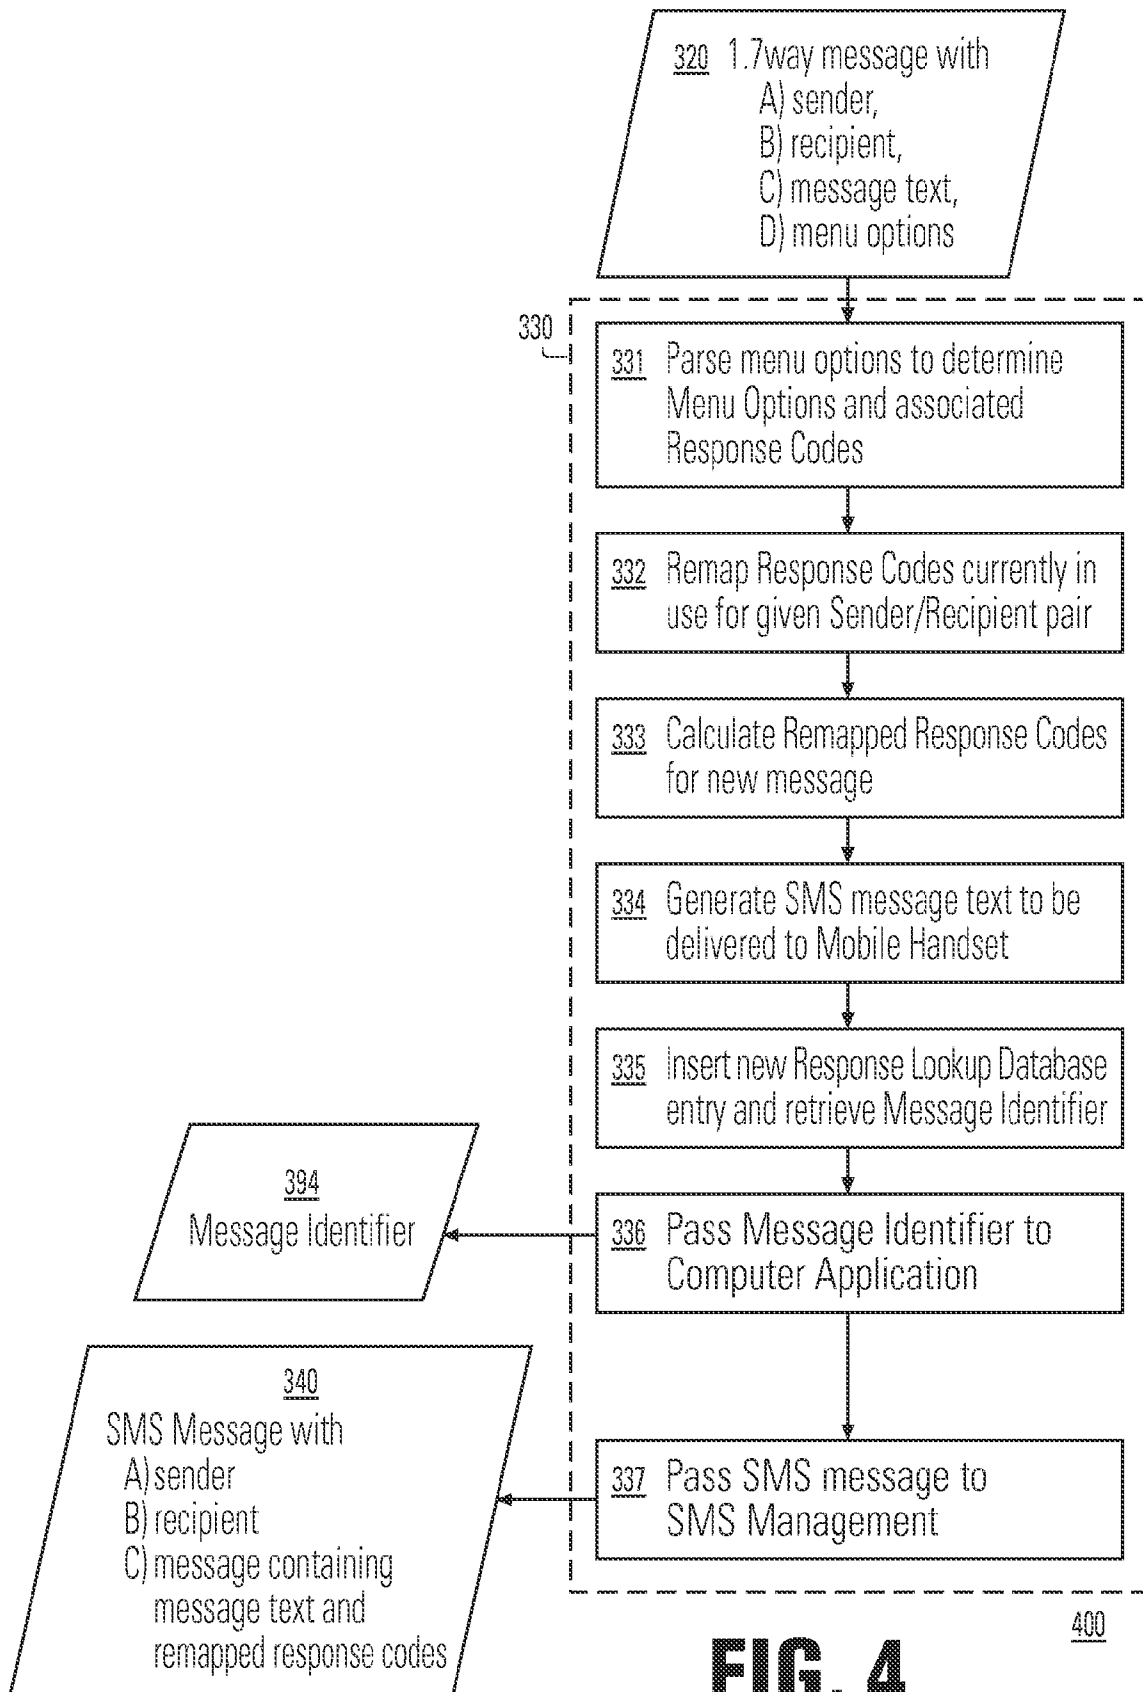 320 1.7way message with
A) sender,
B) recipient,
C) message text,
D) menu options
330
331 Parse menu options to determine
Menu Options and associated
Response Codes
332 Remap Response Codes currently in
use for given Sender/Recipient pair
333 Calculate Remapped Response Codes
for new message
334 Generate SMS message text to be
delivered to Mobile Handset
335 Insert new Response Lookup Database
entry and retrieve Message Identifier
394
Message Identifier
336 Pass Message Identifier to
Computer Application
340
SMS Message with
A) sender
B) recipient
C) message containing
message text and
remapped response codes
337 Pass SMS message to
SMS Management
400
FIG. 4